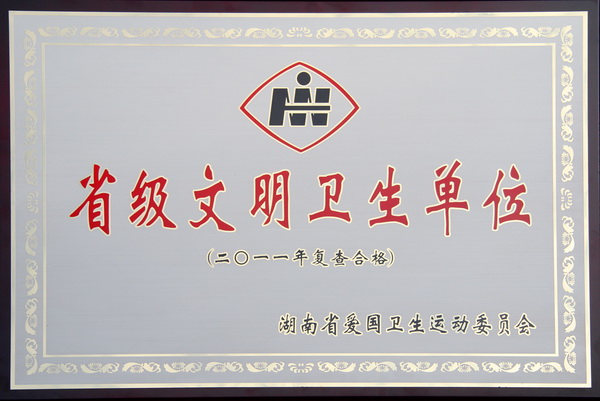 省级文明卫生单位
(二〇一一年复查合格)
湖南省爱国卫生运动委员会